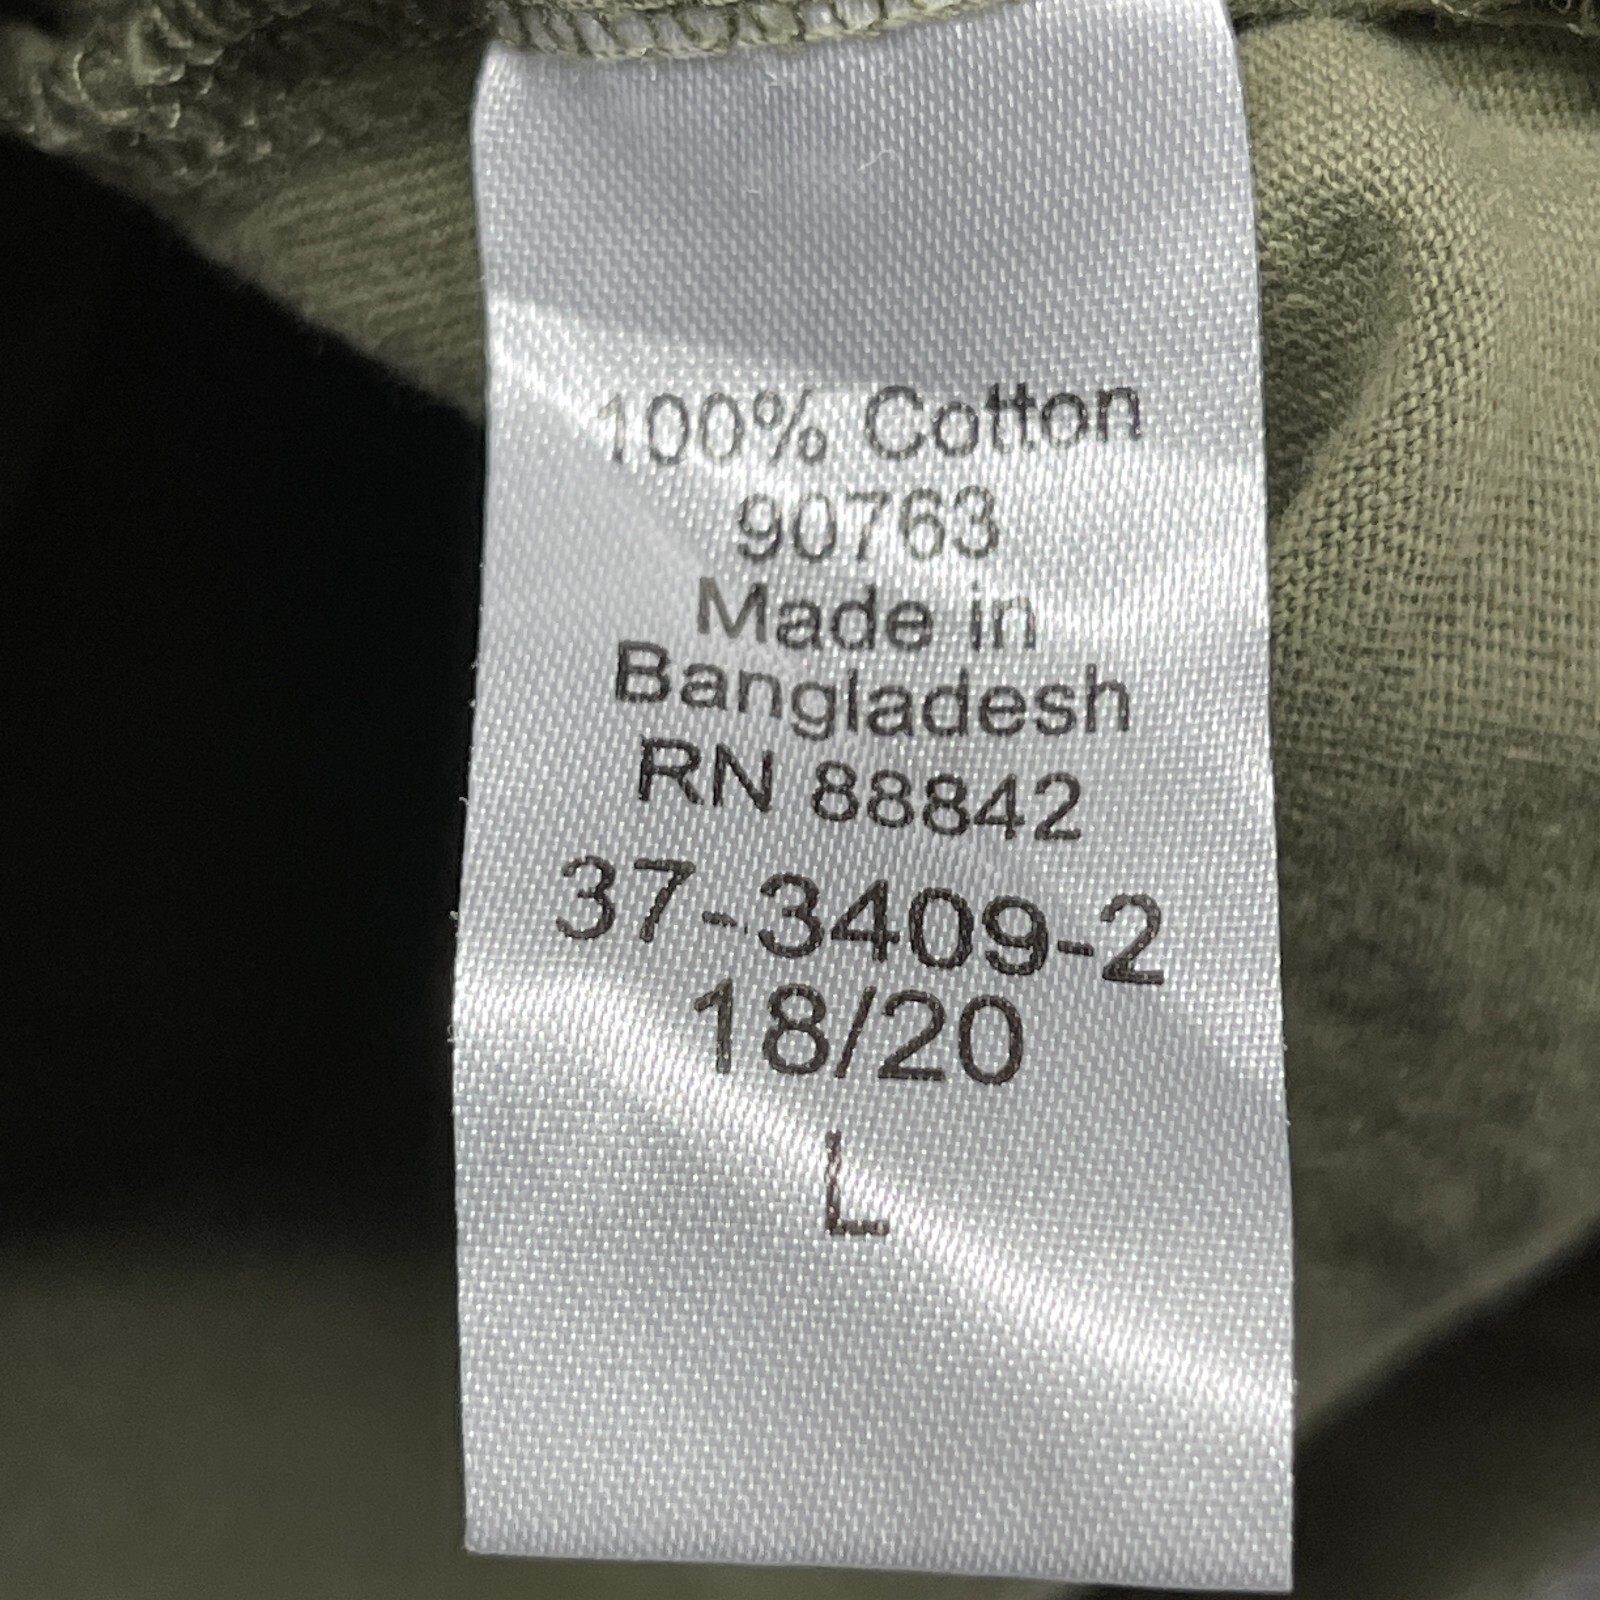 100% Cotton
90763
Made in
Bangladesh
RN 88842
37-3409-2
18/20
L